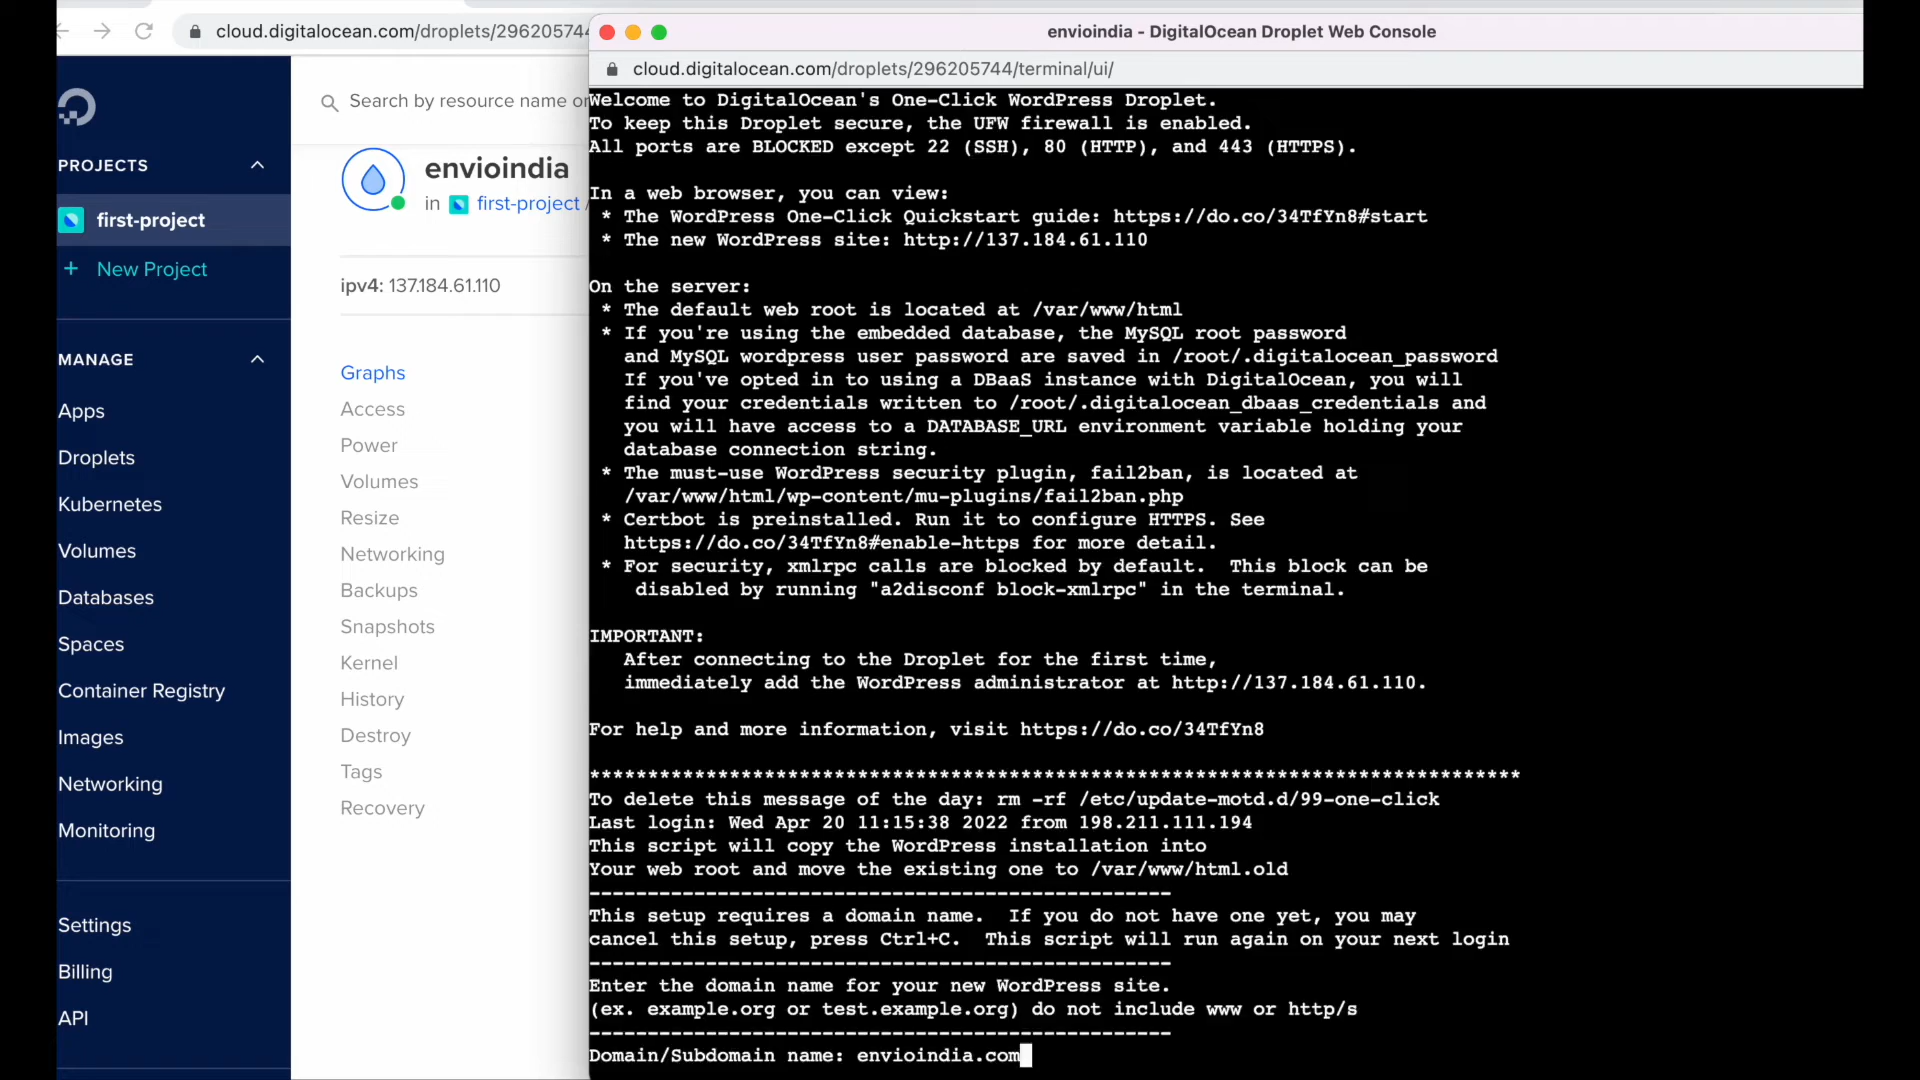 cloud.digitalocean.com/droplets/29620574
PROJECTS
first-project
+ New Project
MANAGE
Apps
Droplets
Kubernetes
Volumes
Databases
Spaces
Container Registry
Images
Networking
Monitoring
Settings
Billing
API
Search by resource name or
envioindia
in first-project /
ipv4: 137.184.61.110
Graphs
Access
Power
Volumes
Resize
Networking
Backups
Snapshots
Kernel
History
Destroy
Tags
Recovery
envioindia - DigitalOcean Droplet Web Console
cloud.digitalocean.com/droplets/296205744/terminal/ui/
Welcome to DigitalOcean's One-Click WordPress Droplet.
To keep this Droplet secure, the UFW firewall is enabled.
All ports are BLOCKED except 22 (SSH), 80 (HTTP), and 443 (HTTPS).
In a web browser, you can view:
* The WordPress One-Click Quickstart guide: https://do.co/34TfYn8#start
* The new WordPress site: http://137.184.61.110
On the server:
* The default web root is located at /var/www/html
* If you're using the embedded database, the MySQL root password
and MySQL wordpress user password are saved in /root/.digitalocean_password
If you've opted in to using a DBaaS instance with DigitalOcean, you will
find your credentials written to /root/.digitalocean_dbaas_credentials and
you will have access to a DATABASE_URL environment variable holding your
database connection string.
* The must-use WordPress security plugin, fail2ban, is located at
/var/www/html/wp-content/mu-plugins/fail2ban.php
* Certbot is preinstalled. Run it to configure HTTPS. See
https://do.co/34TfYn8#enable-https for more detail.
* For security, xmlrpc calls are blocked by default.  This block can be
disabled by running "a2disconf block-xmlrpc" in the terminal.
IMPORTANT:
After connecting to the Droplet for the first time,
immediately add the WordPress administrator at http://137.184.61.110.
For help and more information, visit https://do.co/34TfYn8
********************************************************************************
To delete this message of the day: rm -rf /etc/update-motd.d/99-one-click
Last login: Wed Apr 20 11:15:38 2022 from 198.211.111.194
This script will copy the WordPress installation into
Your web root and move the existing one to /var/www/html.old
--------------------------------------------------
This setup requires a domain name.  If you do not have one yet, you may
cancel this setup, press Ctrl+C.  This script will run again on your next login
--------------------------------------------------
Enter the domain name for your new WordPress site.
(ex. example.org or test.example.org) do not include www or http/s
--------------------------------------------------
Domain/Subdomain name: envioindia.com